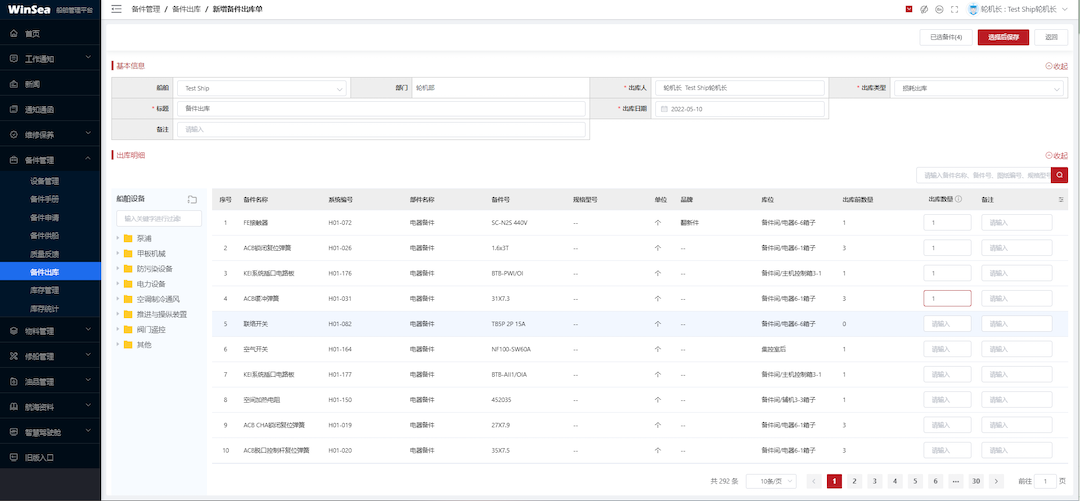 WinSea 船舶管理平台
备件管理 / 备件出库 / 新增备件出库单
轮机长 : Test Ship轮机长
首页
工作通知
新闻
通知通函
维修保养
备件管理
设备管理
备件手册
备件申请
备件供船
质量反馈
备件出库
库存管理
库存统计
物料管理
修船管理
油品管理
航海资料
智慧驾驶舱
旧版入口
已选备件(4) 选择后保存 返回
基本信息 收起
船舶 Test Ship 部门 轮机部 * 出库人 轮机长 Test Ship轮机长 * 出库类型 损耗出库
* 标题 备件出库 * 出库日期 2022-05-10
备注 请输入
出库明细 收起
请输入备件名称、备件号、图纸编号、规格型号
船舶设备
输入关键字进行过滤
泵浦
甲板机械
防污染设备
电力设备
空调制冷通风
推进与操纵装置
阀门遥控
其他
序号 备件名称 系统编号 部件名称 备件号 规格型号 单位 品牌 库位 出库前数量 出库数量 备注
1 FE接触器 H01-072 电器备件 SC-N2S 440V -- 个 翻新件 备件间/电器6-6箱子 1 1 请输入
2 ACB锁闭复位弹簧 H01-026 电器备件 1.6x3T -- 个 -- 备件间/电器6-1箱子 3 1 请输入
3 KEI系统插口电路板 H01-176 电器备件 BTB-PWI/OI -- 个 -- 备件间/主机控制箱3-1 1 1 请输入
4 ACB缓冲弹簧 H01-031 电器备件 31X7.3 -- 个 -- 备件间/电器6-1箱子 3 1 请输入
5 联络开关 H01-082 电器备件 TBSP 2P 15A -- 个 -- 备件间/电器6-6箱子 0 请输入 请输入
6 空气开关 H01-164 电器备件 NF100-SW60A -- 个 -- 集控室后 1 请输入 请输入
7 KEI系统插口电路板 H01-177 电器备件 BTB-AII1/OIA -- 个 -- 备件间/主机控制箱3-1 1 请输入 请输入
8 空间加热电阻 H01-150 电器备件 452035 -- 个 -- 备件间/辅机3-3箱子 1 请输入 请输入
9 ACB CHA锁闭复位弹簧 H01-019 电器备件 27X7.9 -- 个 -- 备件间/电器6-1箱子 3 请输入 请输入
10 ACB脱口控制杆复位弹簧 H01-020 电器备件 35X7.5 -- 个 -- 备件间/电器6-1箱子 3 请输入 请输入
共 292 条 10条/页 1 2 3 4 5 6 ••• 30 前往 1 页